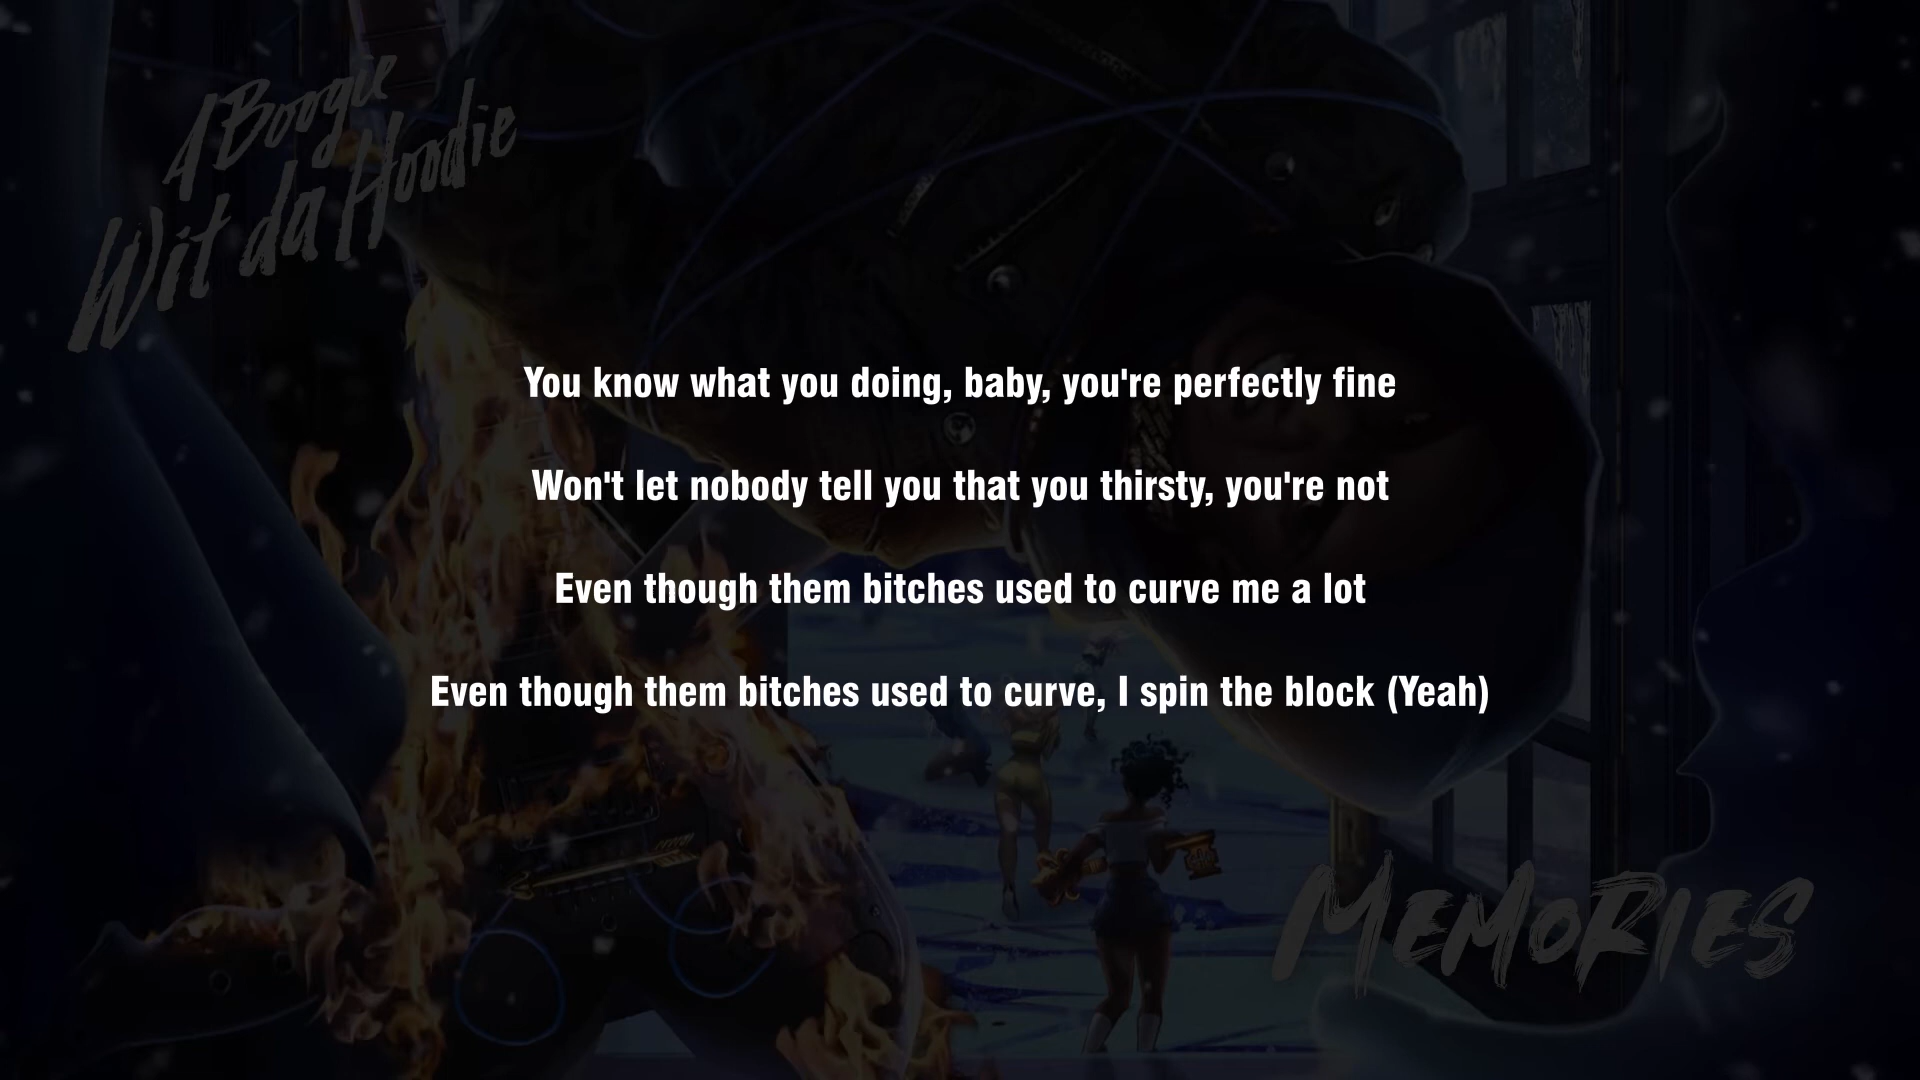 A Boogie
Wit da Hoodie
You know what you doing, baby, you're perfectly fine
Won't let nobody tell you that you thirsty, you're not
Even though them bitches used to curve me a lot
Even though them bitches used to curve, I spin the block (Yeah)
MEMORIES